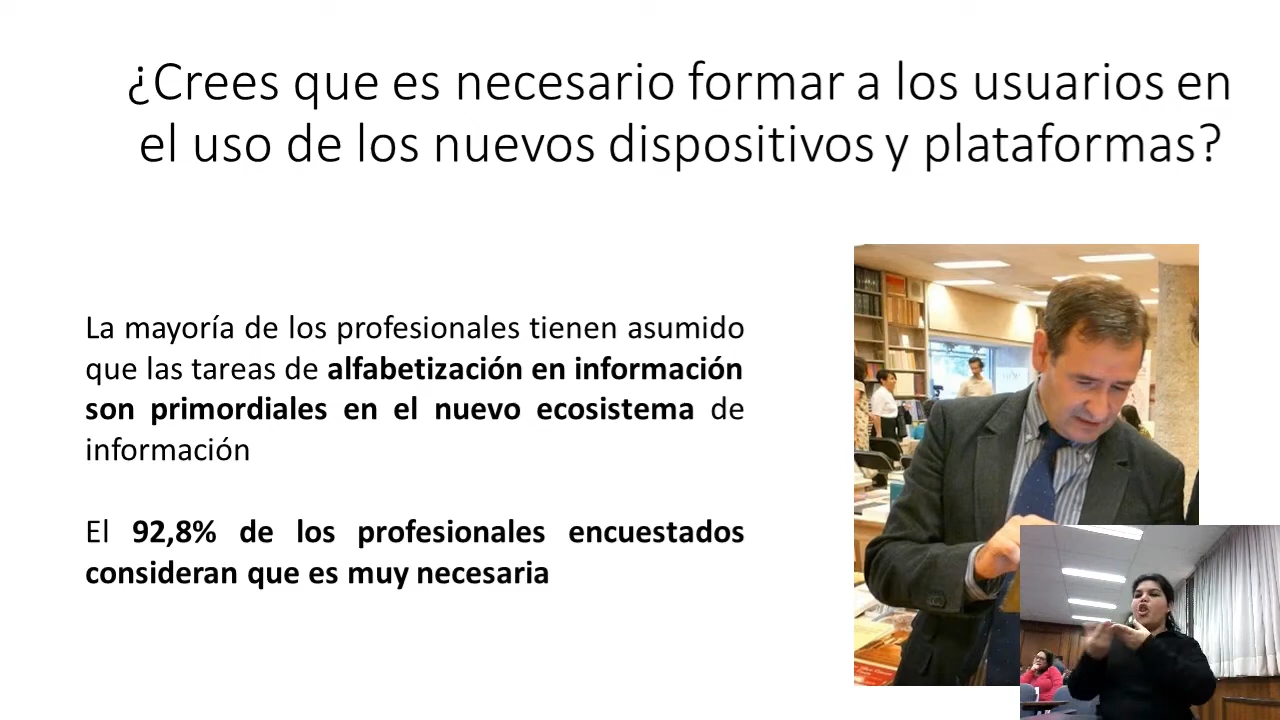 ¿Crees que es necesario formar a los usuarios en
el uso de los nuevos dispositivos y plataformas?
La mayoría de los profesionales tienen asumido
que las tareas de alfabetización en información
son primordiales en el nuevo ecosistema de
información
El 92,8% de los profesionales encuestados
consideran que es muy necesaria